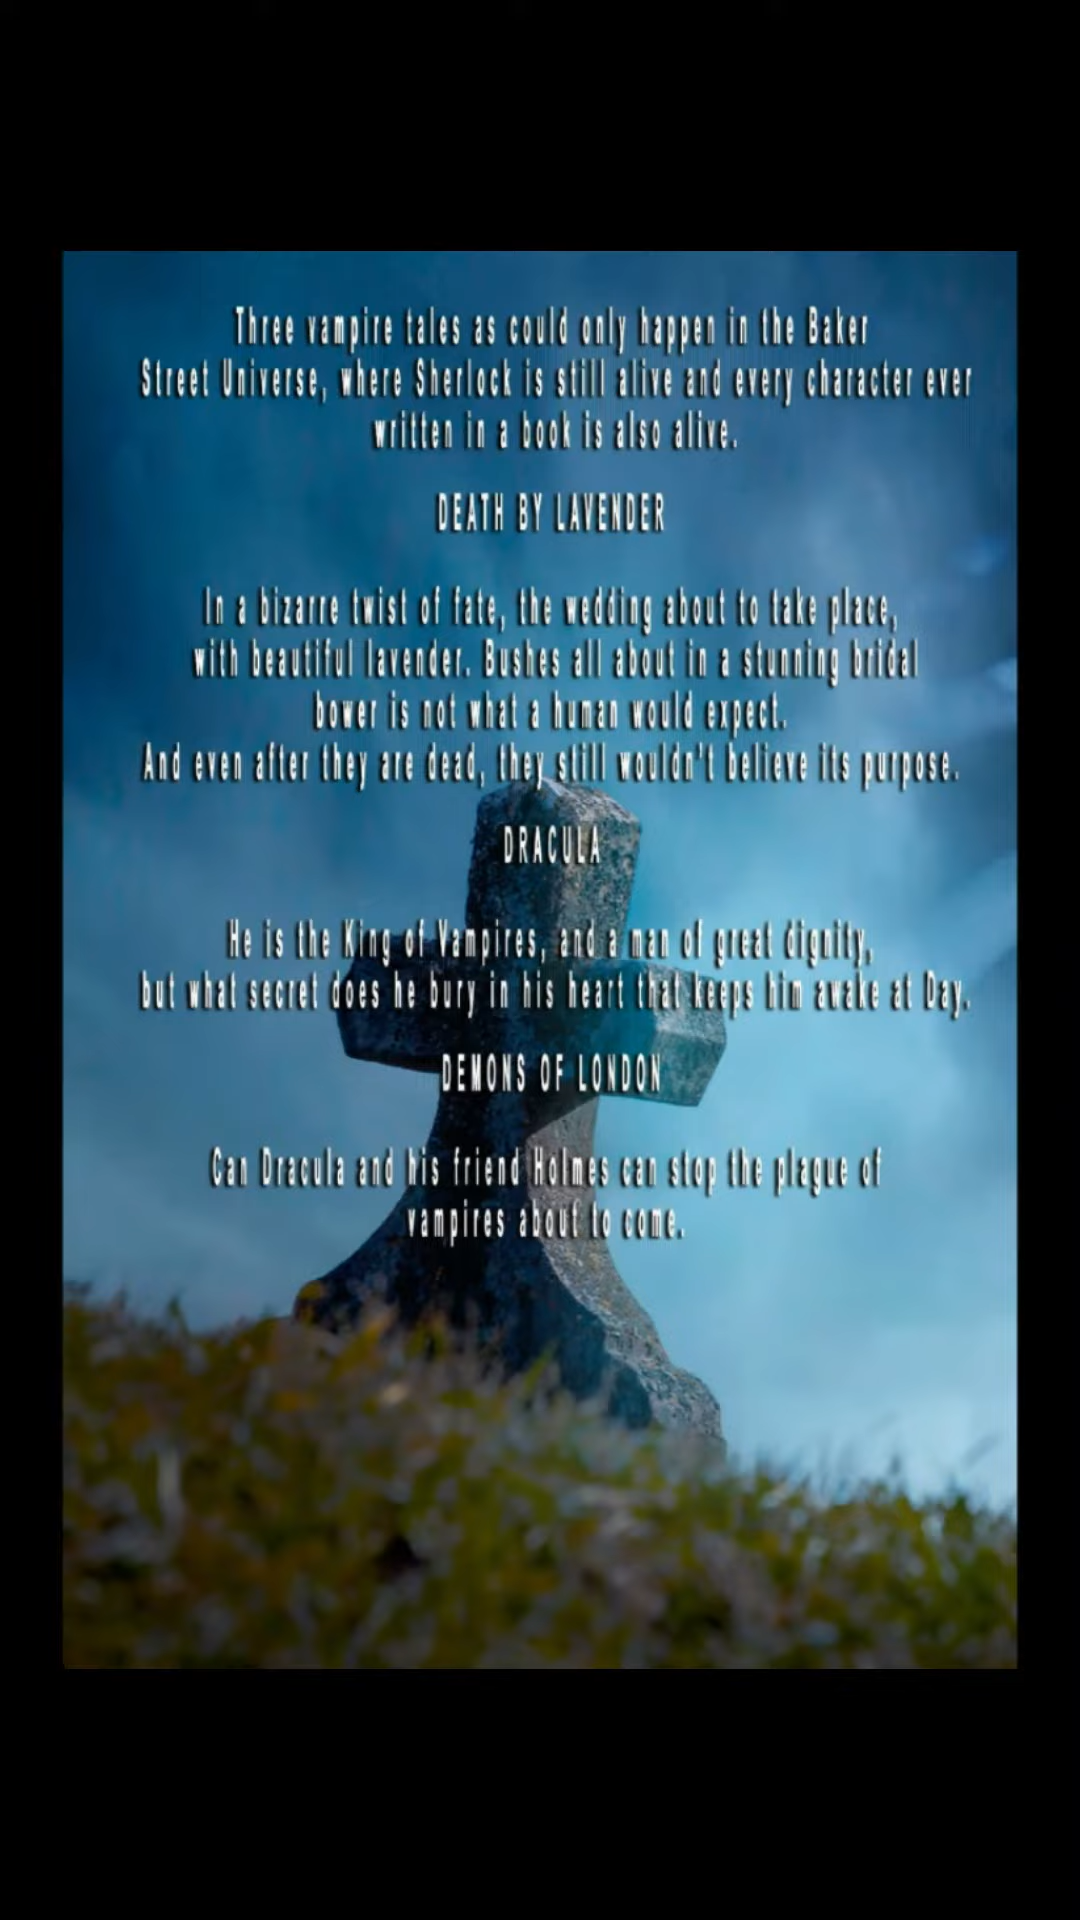 Three vampire tales as could only happen in the Baker
Street Universe, where Sherlock is still alive and every character ever
written in a book is also alive.
DEATH BY LAVENDER
In a bizarre twist of fate, the wedding about to take place,
with beautiful lavender. Bushes all about in a stunning bridal
bower is not what a human would expect.
And even after they are dead, they still wouldn't believe its purpose.
DRACULA
He is the King of Vampires, and a man of great dignity,
but what secret does he bury in his heart that keeps him awake at Day.
DEMONS OF LONDON
Can Dracula and his friend Holmes can stop the plague of
vampires about to come.